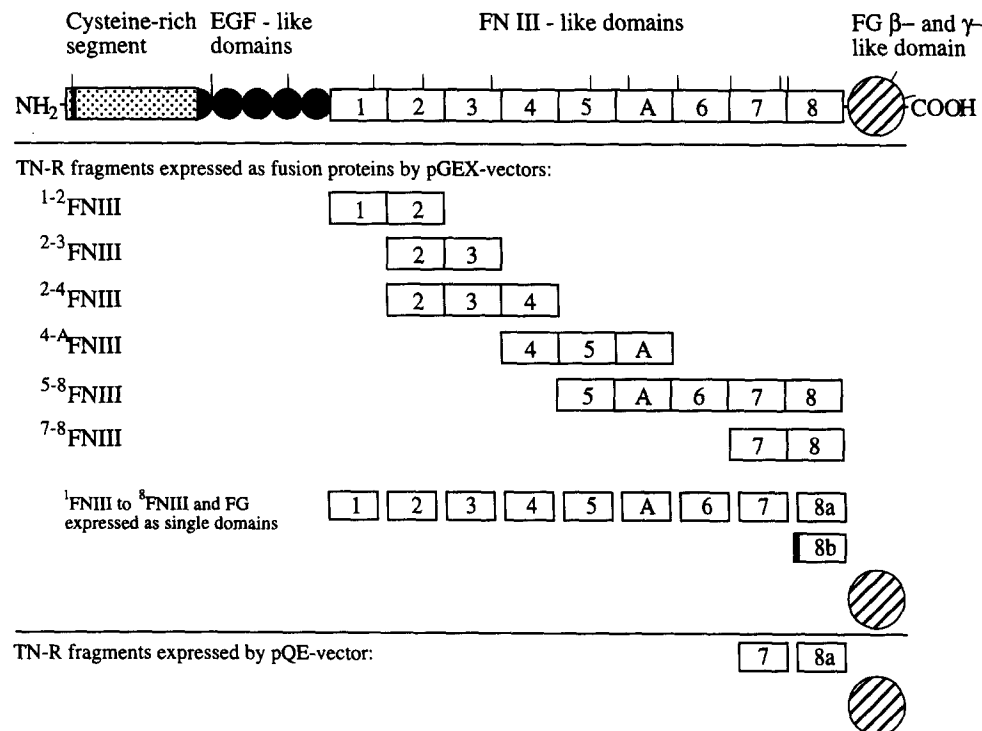 Cysteine-rich segment
EGF - like domains
FN III - like domains
FG β– and γ– like domain
NH2 1 2 3 4 5 A 6 7 8 COOH
TN-R fragments expressed as fusion proteins by pGEX-vectors:
1-2FNIII 1 2
2-3FNIII 2 3
2-4FNIII 2 3 4
4-AFNIII 4 5 A
5-8FNIII 5 A 6 7 8
7-8FNIII 7 8
1FNIII to 8FNIII and FG
expressed as single domains
1 2 3 4 5 A 6 7 8a
8b
TN-R fragments expressed by pQE-vector: 7 8a